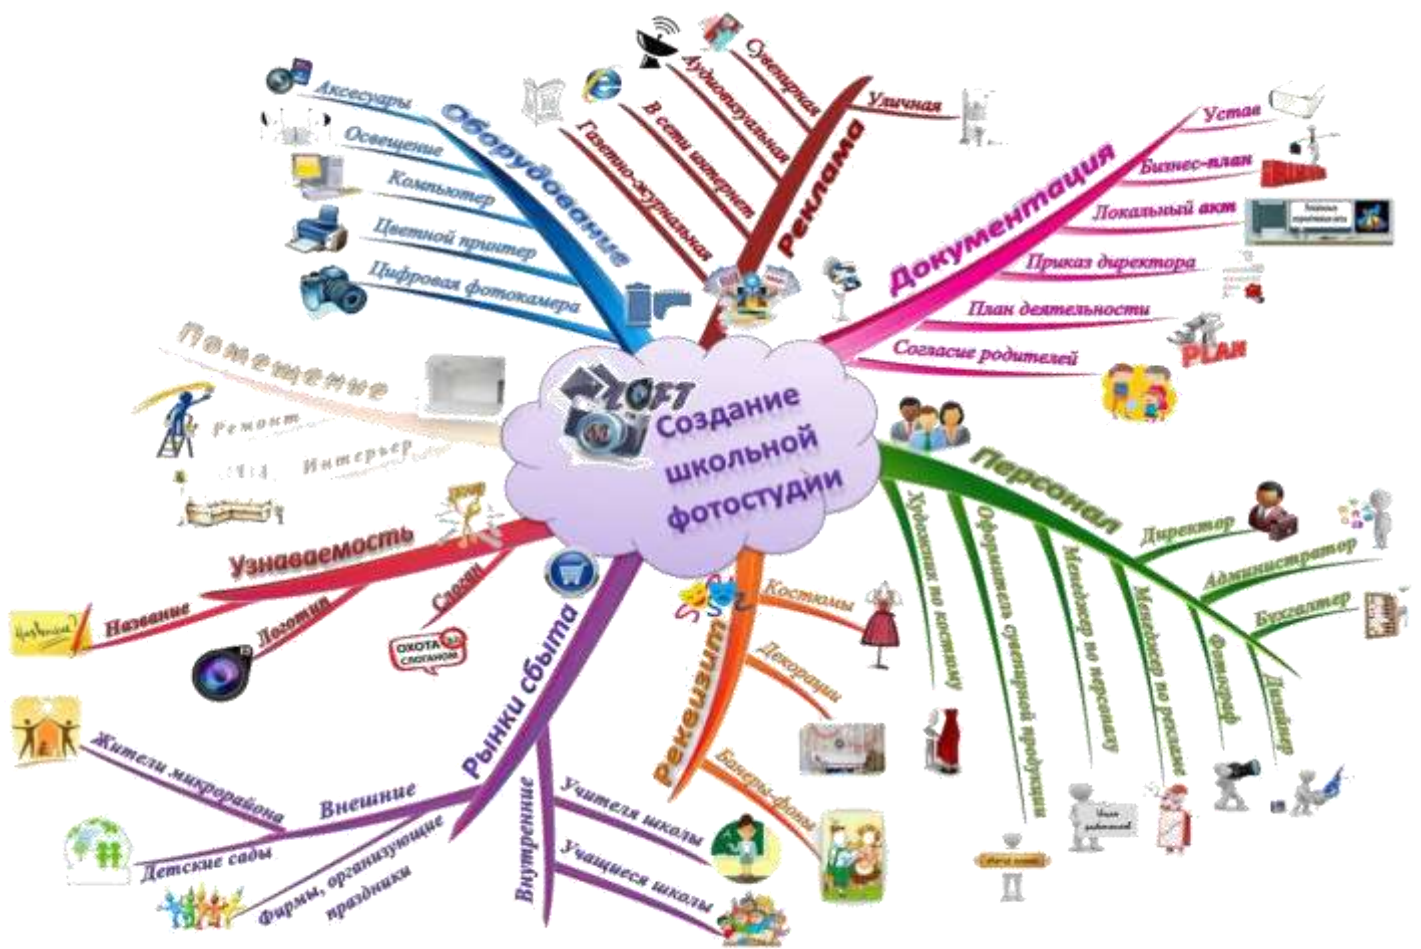 LOFT
Создание
школьной
фотостудии
Оборудование
Аксесуары
Освещение
Компьютер
Цветной принтер
Цифровая фотокамера
Реклама
Сувенирная
Аудиовизуальная
В сети интернет
Газетно-журнальная
Уличная
Документация
Устав
Бизнес-план
Локальный акт
Приказ директора
План деятельности
PLAN
Согласие родителей
Персонал
Директор
Администратор
Бухгалтер
Дизайнер
Фотограф
Менеджер по рекламе
Менеджер по персоналу
Оформитель сувенирной продукции
Художник по костюму
Реквизит
Костюмы
Декорации
Банеры-фоны
Рынки сбыта
Внутренние
Учителя школы
Учащиеся школы
Внешние
Жители микрорайона
Детские сады
Фирмы, организующие
праздники
Узнаваемость
Название
Логотип
Слоган
ОХОТА ЗА
СЛОГАНОМ
Помещение
Ремонт
Интерьер